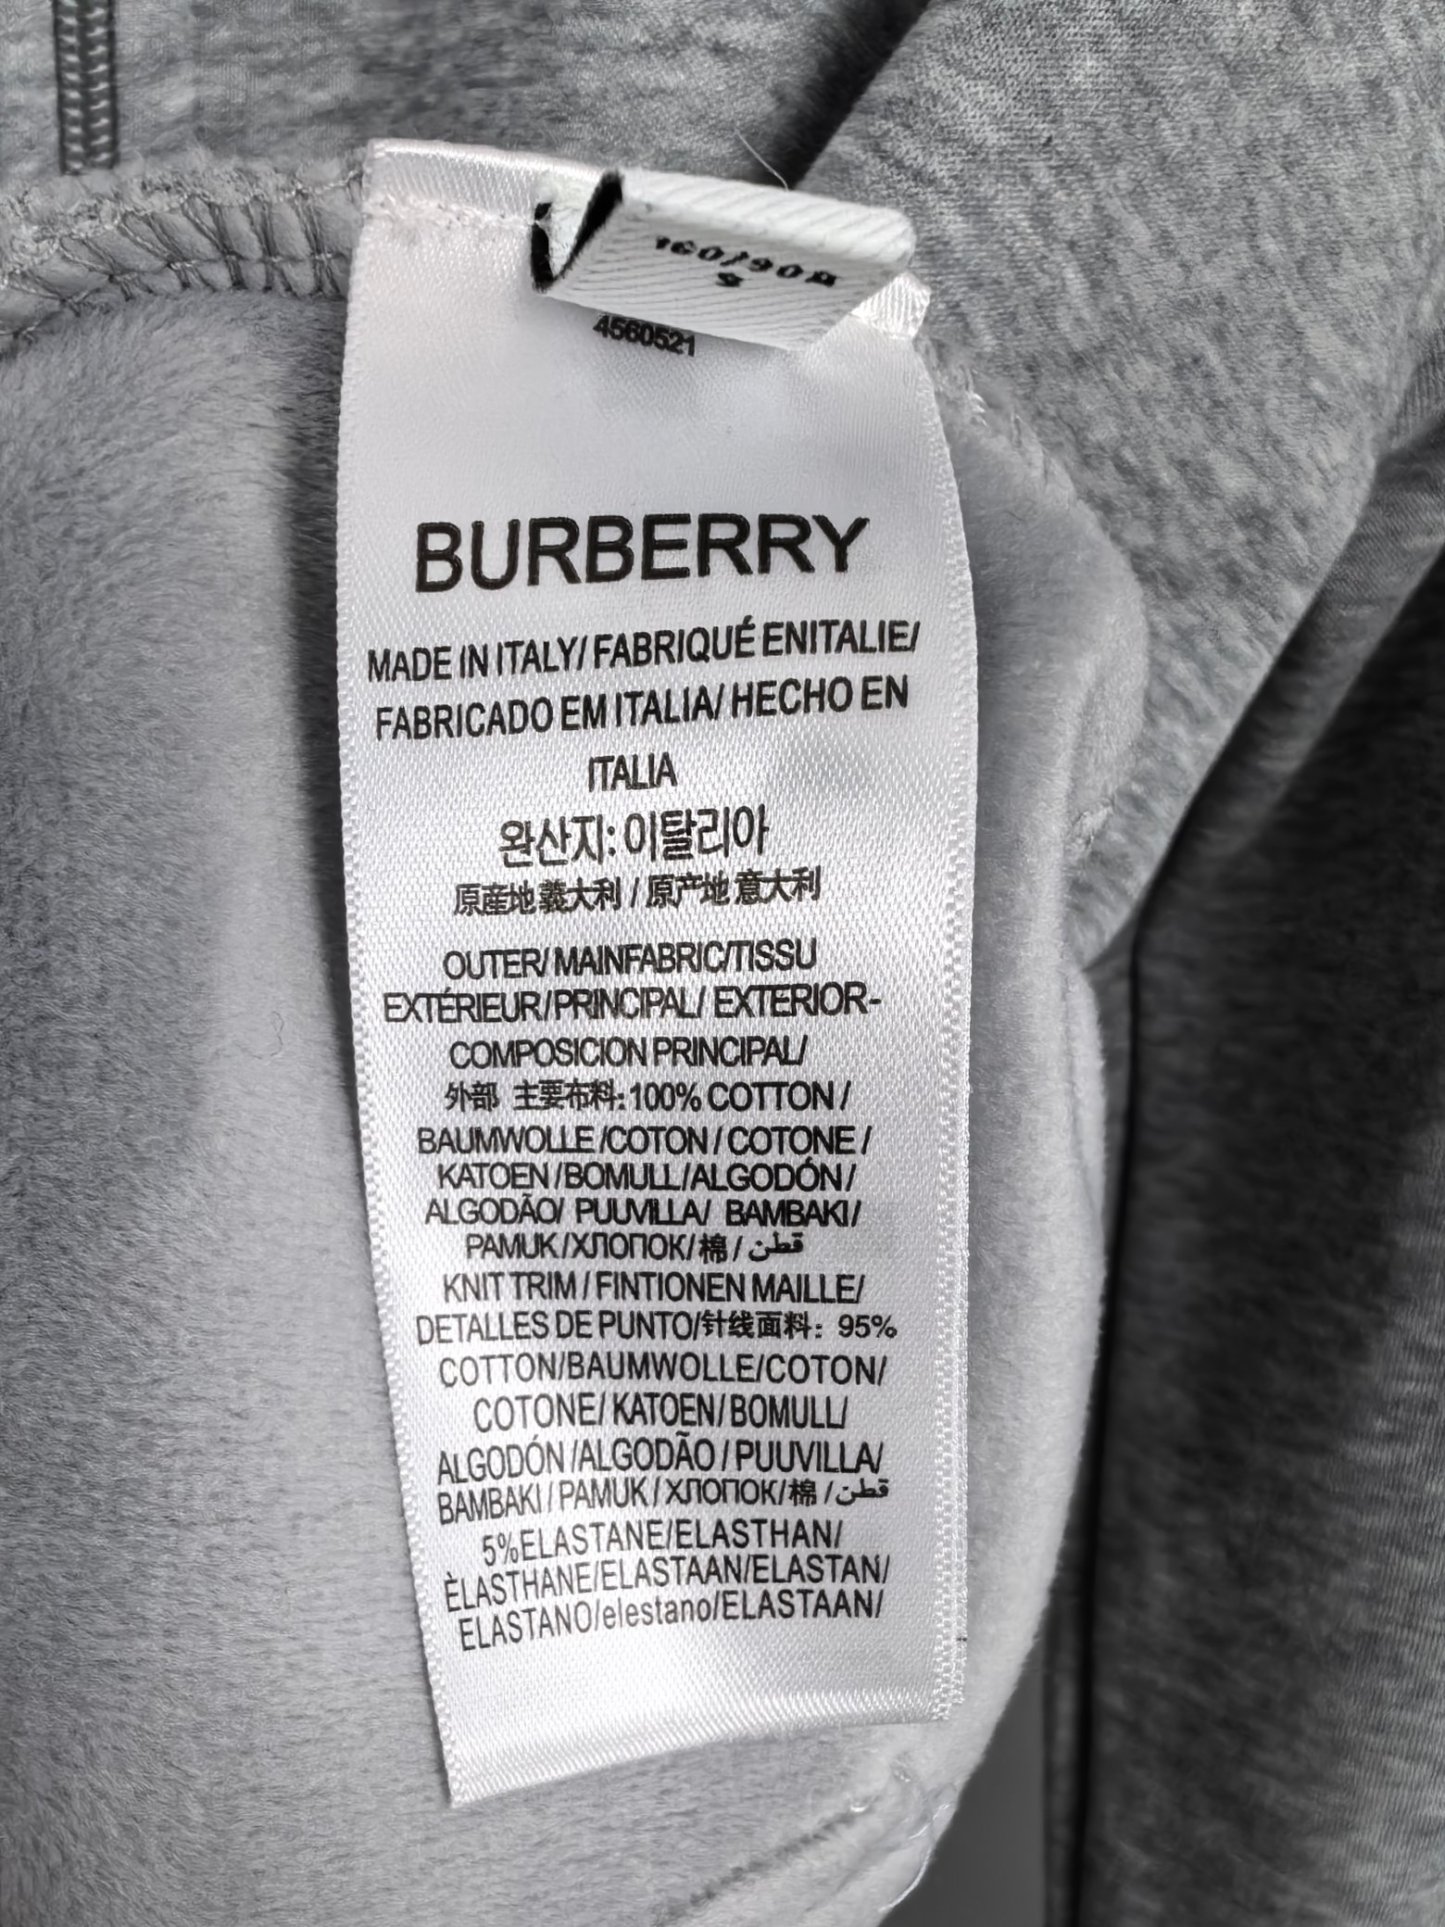 160/90A
S
4560521
BURBERRY
MADE IN ITALY/ FABRIQUÉ ENITALIE/
FABRICADO EM ITALIA/ HECHO EN
ITALIA
완산지: 이탈리아
原産地 義大利 / 原产地 意大利
OUTER/ MAINFABRIC/TISSU
EXTÉRIEUR/PRINCIPAL/ EXTERIOR-
COMPOSICION PRINCIPAL/
外部 主要布料: 100% COTTON /
BAUMWOLLE /COTON / COTONE /
KATOEN /BOMULL/ALGODÓN/
ALGODÃO/ PUUVILLA/ BAMBAKI/
PAMUK /ХЛОПОК/ 棉 / قطن
KNIT TRIM / FINTIONEN MAILLE/
DETALLES DE PUNTO/针线面料: 95%
COTTON/BAUMWOLLE/COTON/
COTONE/ KATOEN/ BOMULL/
ALGODÓN /ALGODÃO / PUUVILLA/
BAMBAKI / PAMUK / ХЛОПОК/ 棉 / قطن
5%ELASTANE/ELASTHAN/
ÈLASTHANE/ELASTAAN/ELASTAN/
ELASTANO/elestano/ELASTAAN/